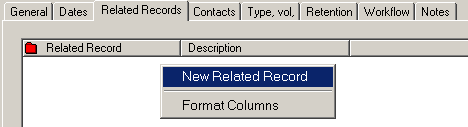 General Dates Related Records Contacts Type, vol, Retention Workflow Notes
Related Record Description
New Related Record
Format Columns